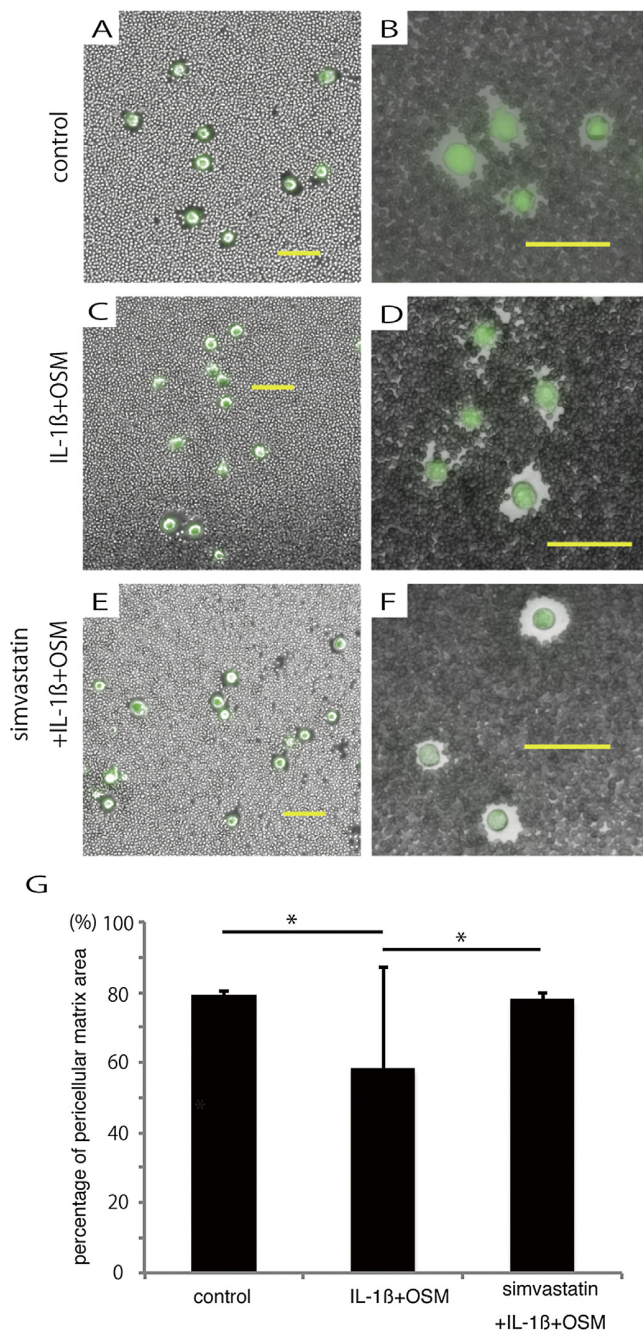 A
B
control
C
D
IL-1ß+OSM
E
F
simvastatin
+IL-1ß+OSM
G
(%)
100
80
60
40
20
0
percentage of pericellular matrix area
*
*
*
control
IL-1ß+OSM
simvastatin
+IL-1ß+OSM